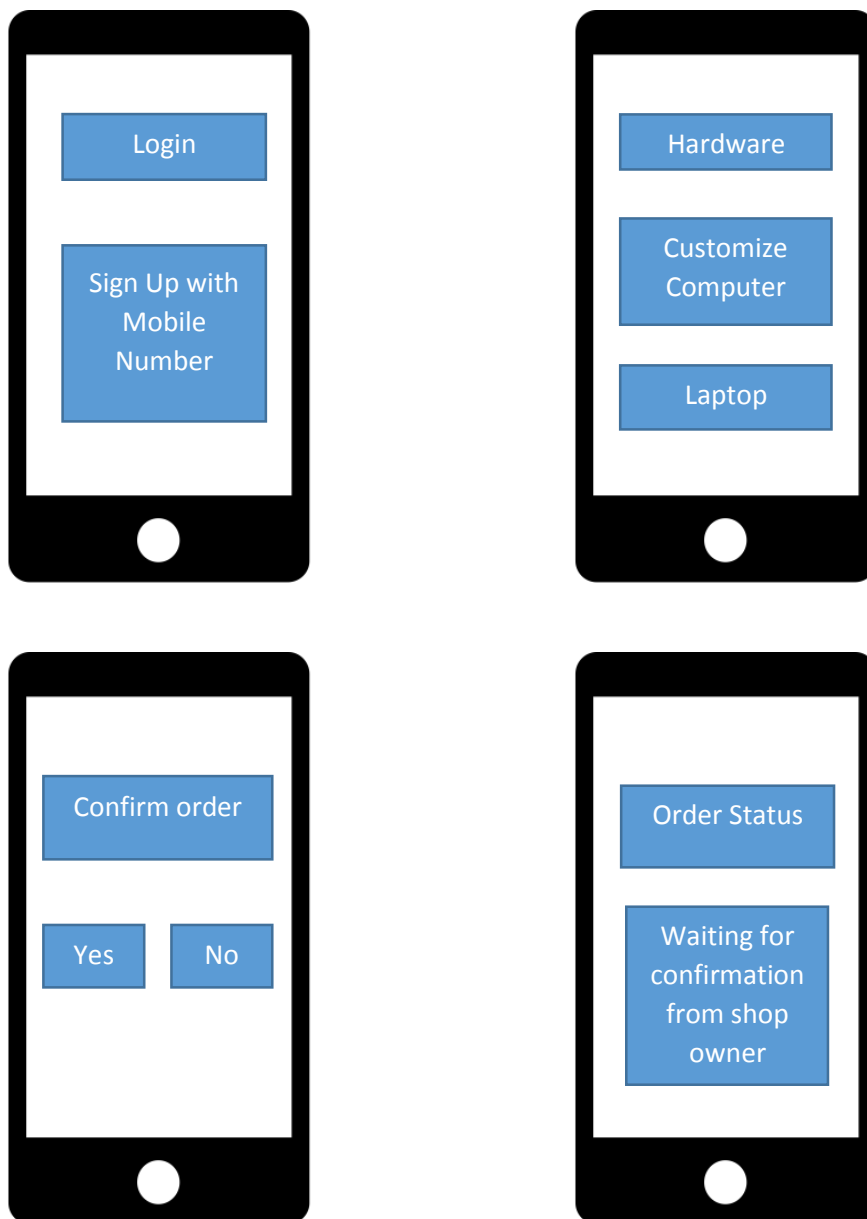 Login
Sign Up with
Mobile
Number
Hardware
Customize
Computer
Laptop
Confirm order
Yes
No
Order Status
Waiting for
confirmation
from shop
owner